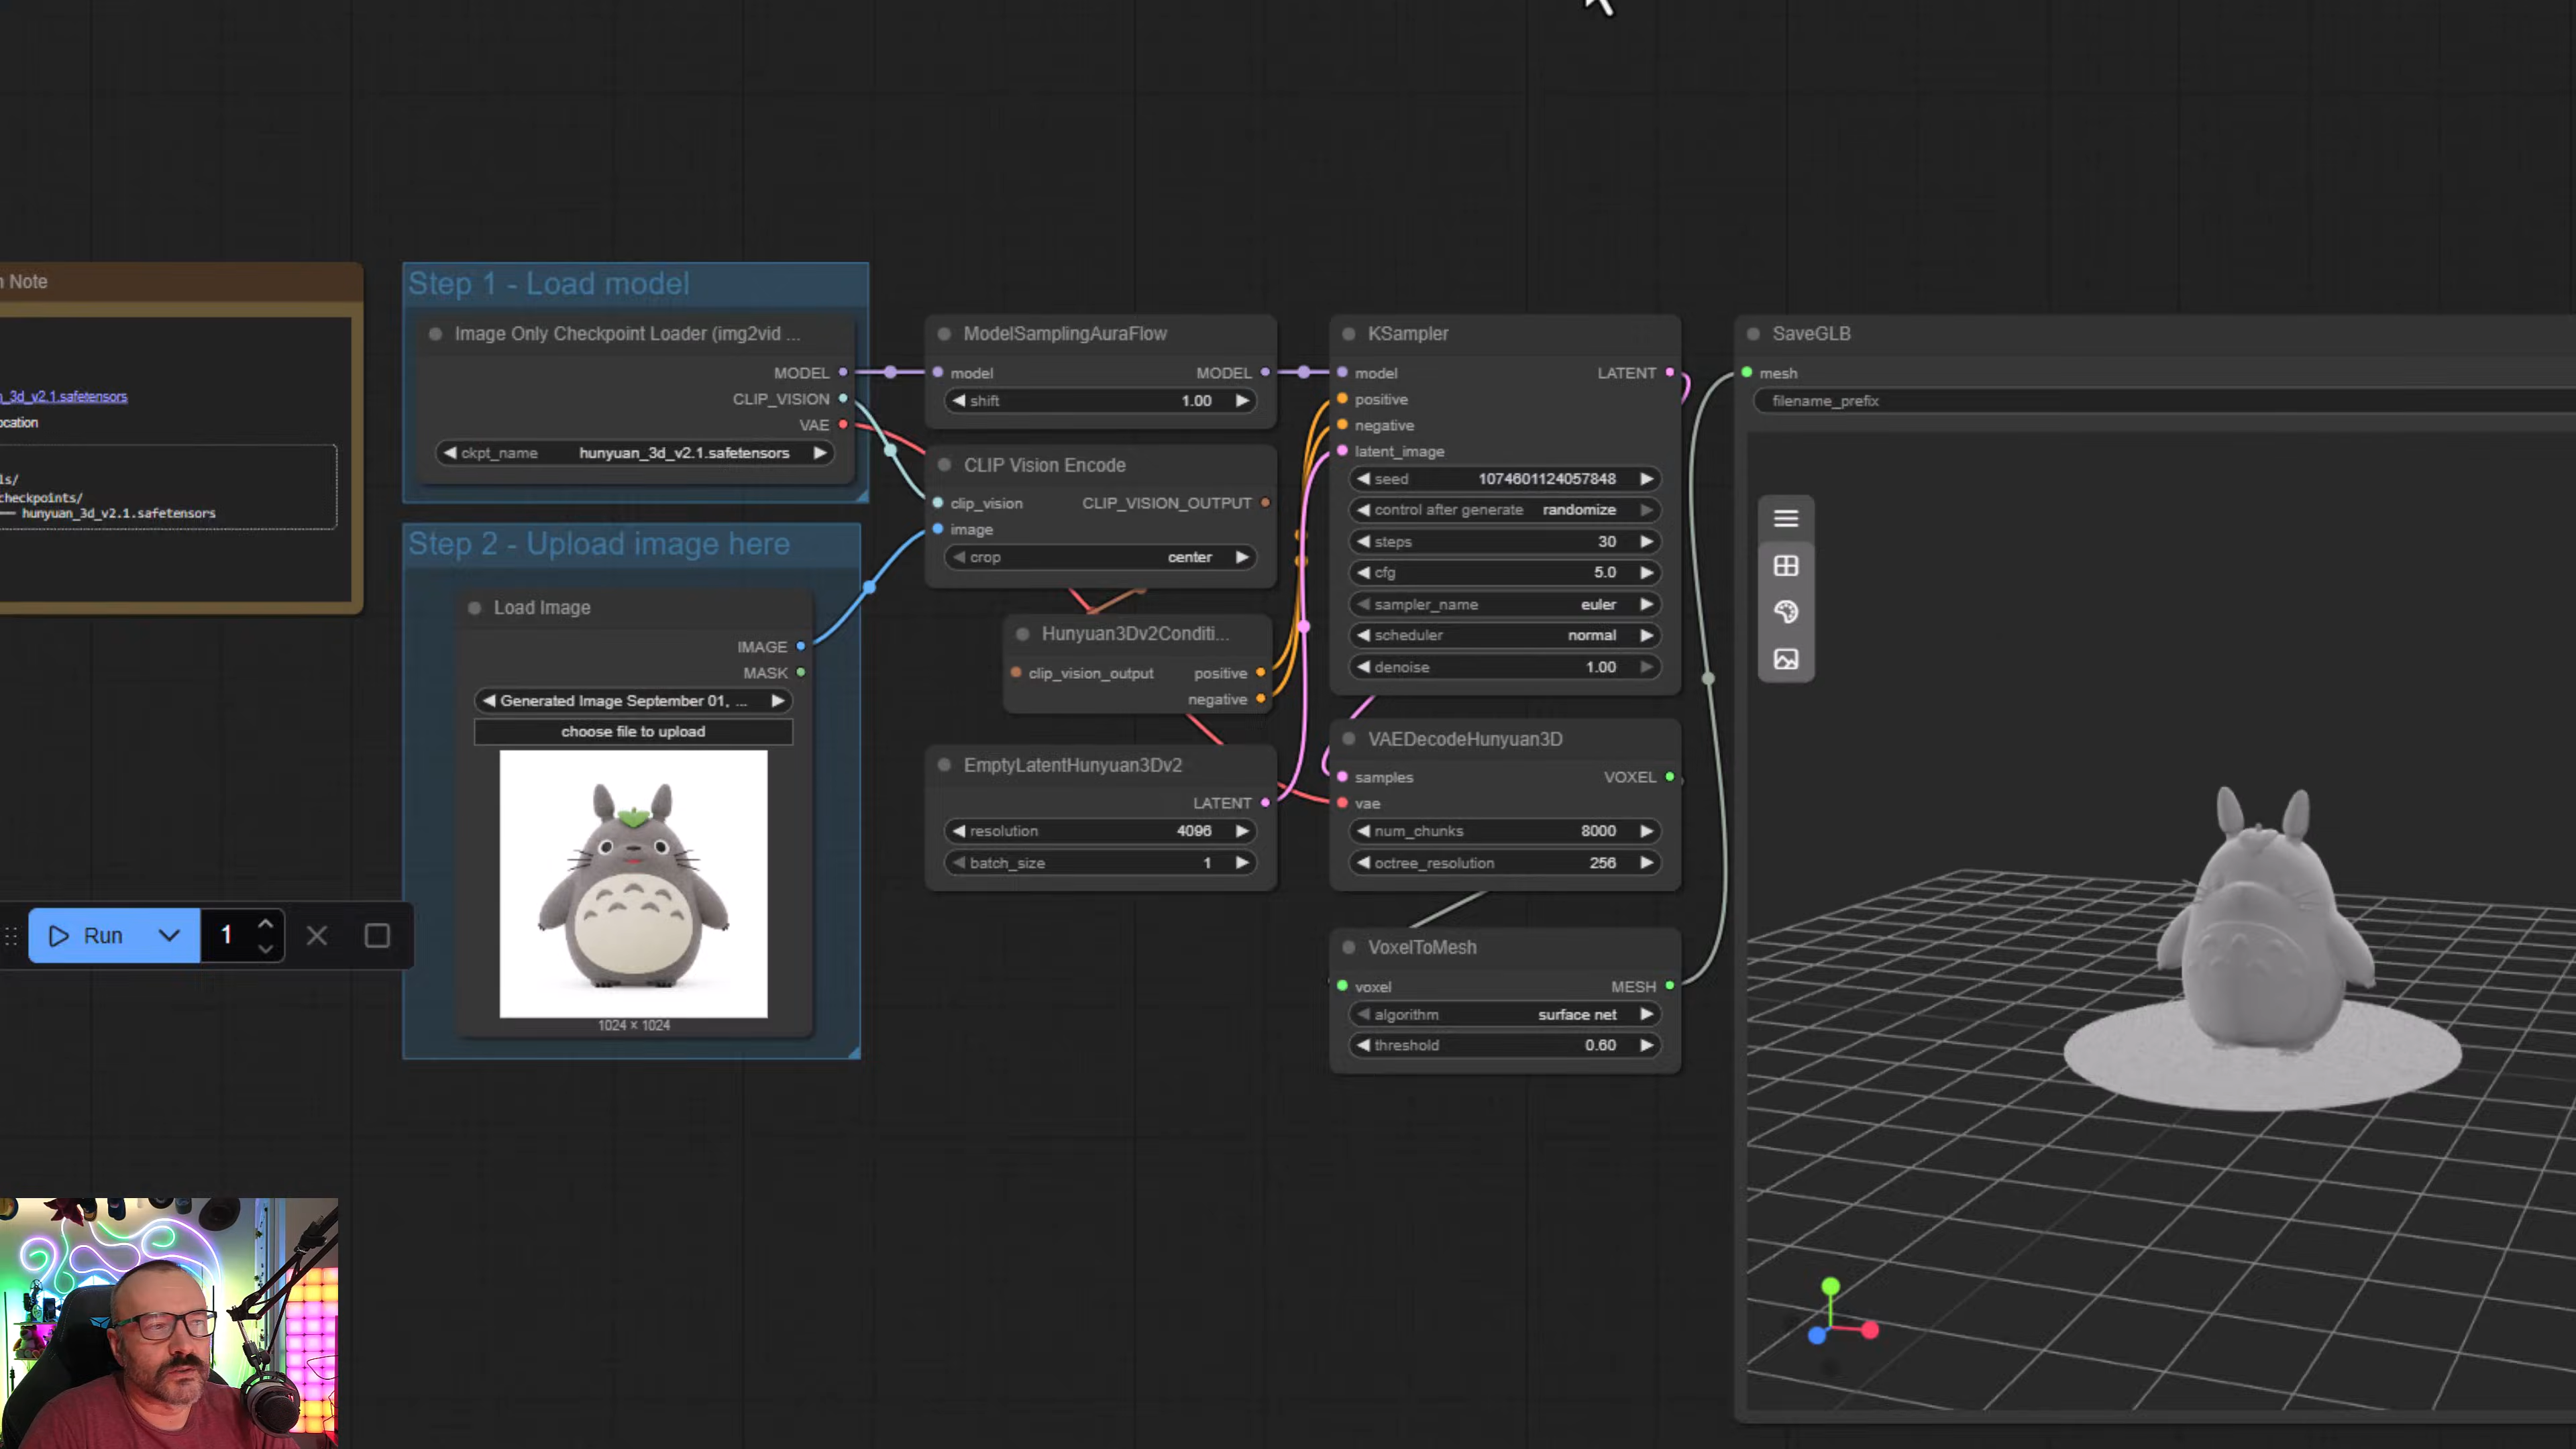 n Note
n_3d_v2.1.safetensors
ocation
ls/
checkpoints/
hunyuan_3d_v2.1.safetensors
Step 1 - Load model
Image Only Checkpoint Loader (img2vid ...
MODEL
CLIP_VISION
VAE
ckpt_name hunyuan_3d_v2.1.safetensors
Step 2 - Upload image here
Load Image
IMAGE
MASK
Generated Image September 01, ...
choose file to upload
1024 × 1024
Run
1
ModelSamplingAuraFlow
model MODEL
shift 1.00
CLIP Vision Encode
clip_vision CLIP_VISION_OUTPUT
image
crop center
Hunyuan3Dv2Conditi...
clip_vision_output positive
negative
EmptyLatentHunyuan3Dv2
LATENT
resolution 4096
batch_size 1
KSampler
model LATENT
positive
negative
latent_image
seed 1074601124057848
control after generate randomize
steps 30
cfg 5.0
sampler_name euler
scheduler normal
denoise 1.00
VAEDecodeHunyuan3D
samples VOXEL
vae
num_chunks 8000
octree_resolution 256
VoxelToMesh
voxel MESH
algorithm surface net
threshold 0.60
SaveGLB
mesh
filename_prefix